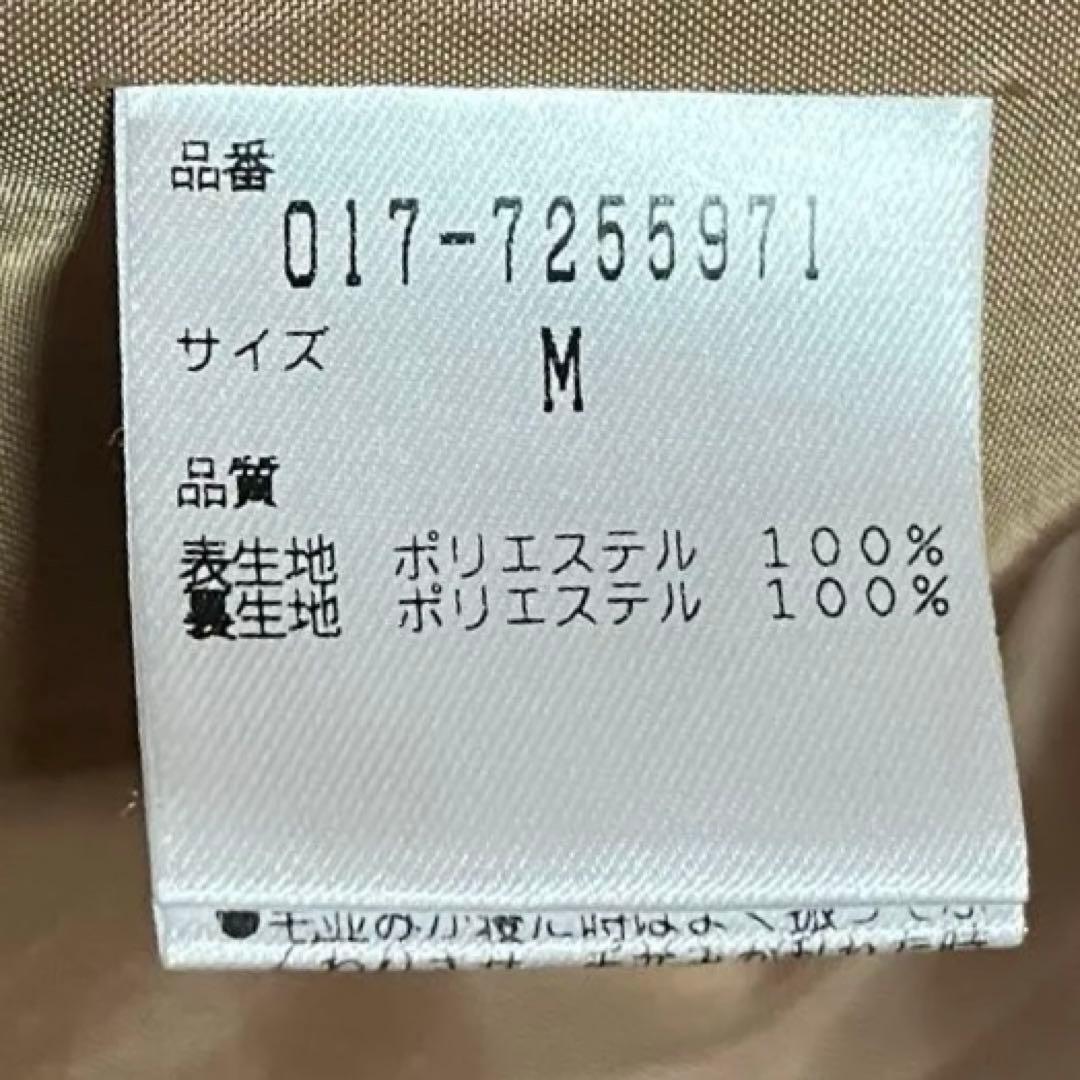 品番
017-7255971
サイズ M
品質
表生地 ポリエステル 100%
裏生地 ポリエステル 100%